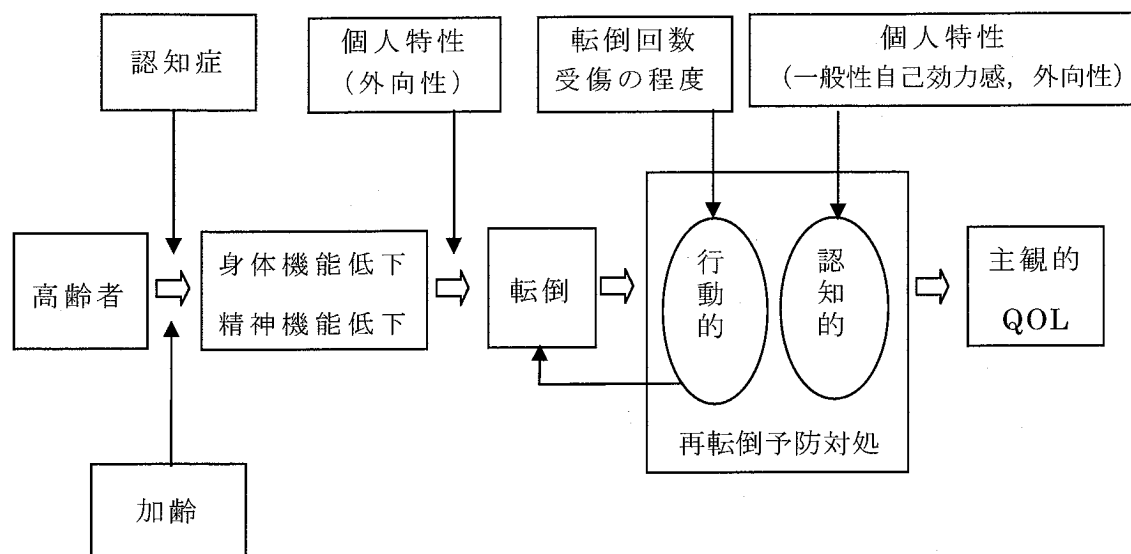 認知症
個人特性
（外向性）
転倒回数
受傷の程度
個人特性
（一般性自己効力感，外向性）
高齢者
身体機能低下
精神機能低下
転倒
行動的
認知的
主観的
QOL
再転倒予防対処
加齢